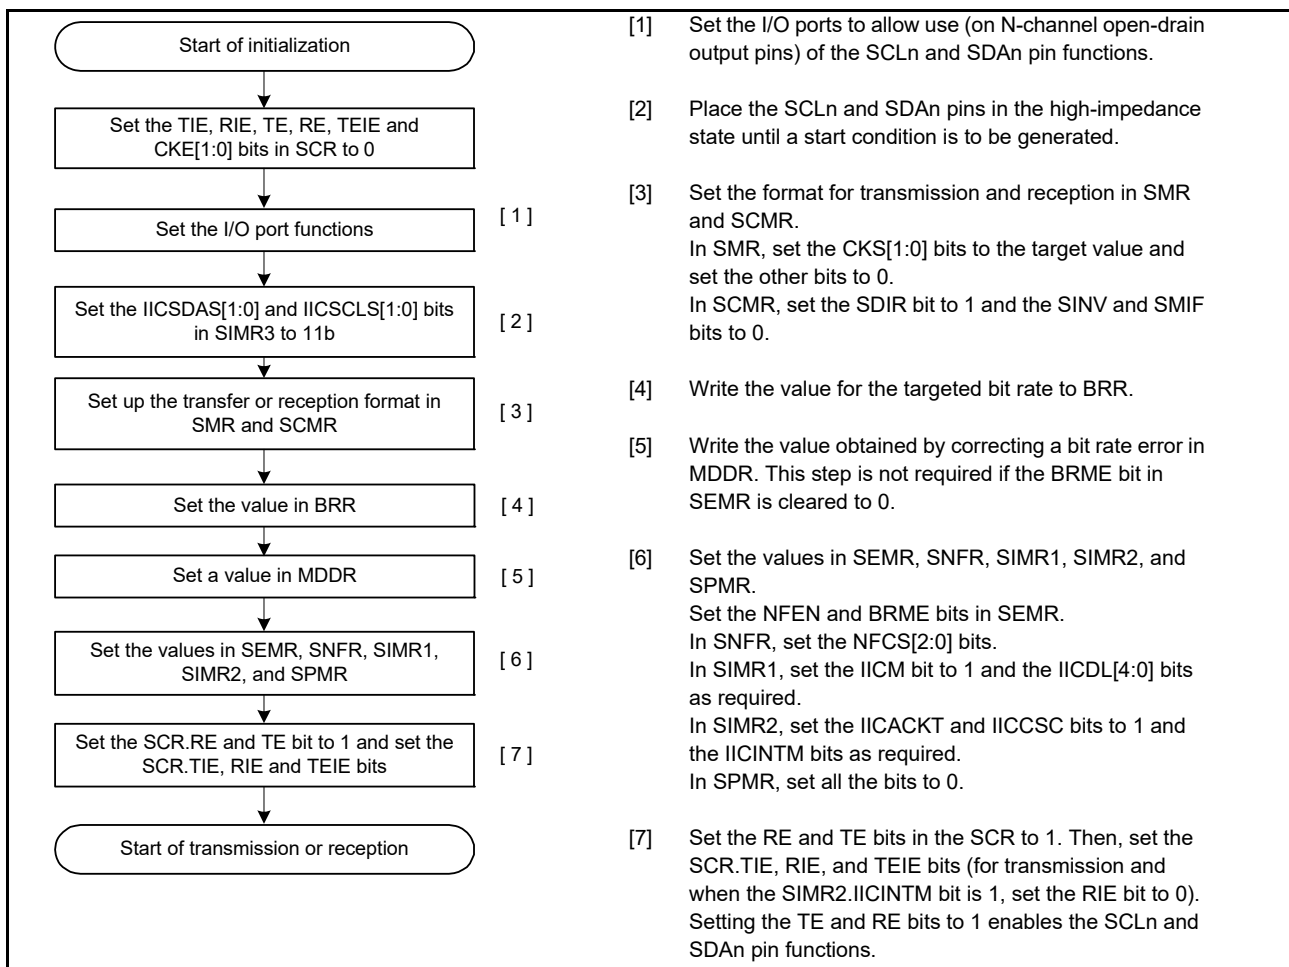 Start of initialization
Set the TIE, RIE, TE, RE, TEIE and
CKE[1:0] bits in SCR to 0
Set the I/O port functions
[ 1 ]
Set the IICSDAS[1:0] and IICSCLS[1:0] bits
in SIMR3 to 11b
[ 2 ]
Set up the transfer or reception format in
SMR and SCMR
[ 3 ]
Set the value in BRR
[ 4 ]
Set a value in MDDR
[ 5 ]
Set the values in SEMR, SNFR, SIMR1,
SIMR2, and SPMR
[ 6 ]
Set the SCR.RE and TE bit to 1 and set the
SCR.TIE, RIE and TEIE bits
[ 7 ]
Start of transmission or reception
[1] Set the I/O ports to allow use (on N-channel open-drain
output pins) of the SCLn and SDAn pin functions.
[2] Place the SCLn and SDAn pins in the high-impedance
state until a start condition is to be generated.
[3] Set the format for transmission and reception in SMR
and SCMR.
In SMR, set the CKS[1:0] bits to the target value and
set the other bits to 0.
In SCMR, set the SDIR bit to 1 and the SINV and SMIF
bits to 0.
[4] Write the value for the targeted bit rate to BRR.
[5] Write the value obtained by correcting a bit rate error in
MDDR. This step is not required if the BRME bit in
SEMR is cleared to 0.
[6] Set the values in SEMR, SNFR, SIMR1, SIMR2, and
SPMR.
Set the NFEN and BRME bits in SEMR.
In SNFR, set the NFCS[2:0] bits.
In SIMR1, set the IICM bit to 1 and the IICDL[4:0] bits
as required.
In SIMR2, set the IICACKT and IICCSC bits to 1 and
the IICINTM bits as required.
In SPMR, set all the bits to 0.
[7] Set the RE and TE bits in the SCR to 1. Then, set the
SCR.TIE, RIE, and TEIE bits (for transmission and
when the SIMR2.IICINTM bit is 1, set the RIE bit to 0).
Setting the TE and RE bits to 1 enables the SCLn and
SDAn pin functions.